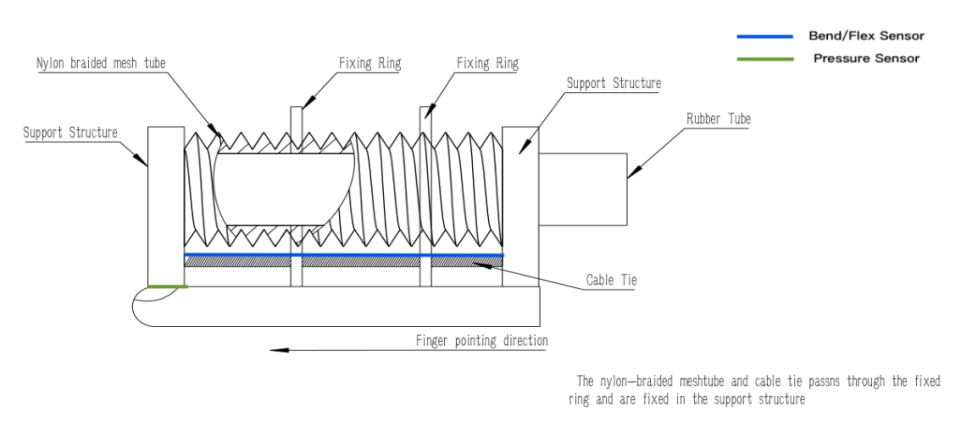 Bend/Flex Sensor
Pressure Sensor
Nylon braided mesh tube
Fixing Ring
Fixing Ring
Support Structure
Support Structure
Rubber Tube
Cable Tie
Finger pointing direction
The nylon-braided meshtube and cable tie passns through the fixed
ring and are fixed in the support structure